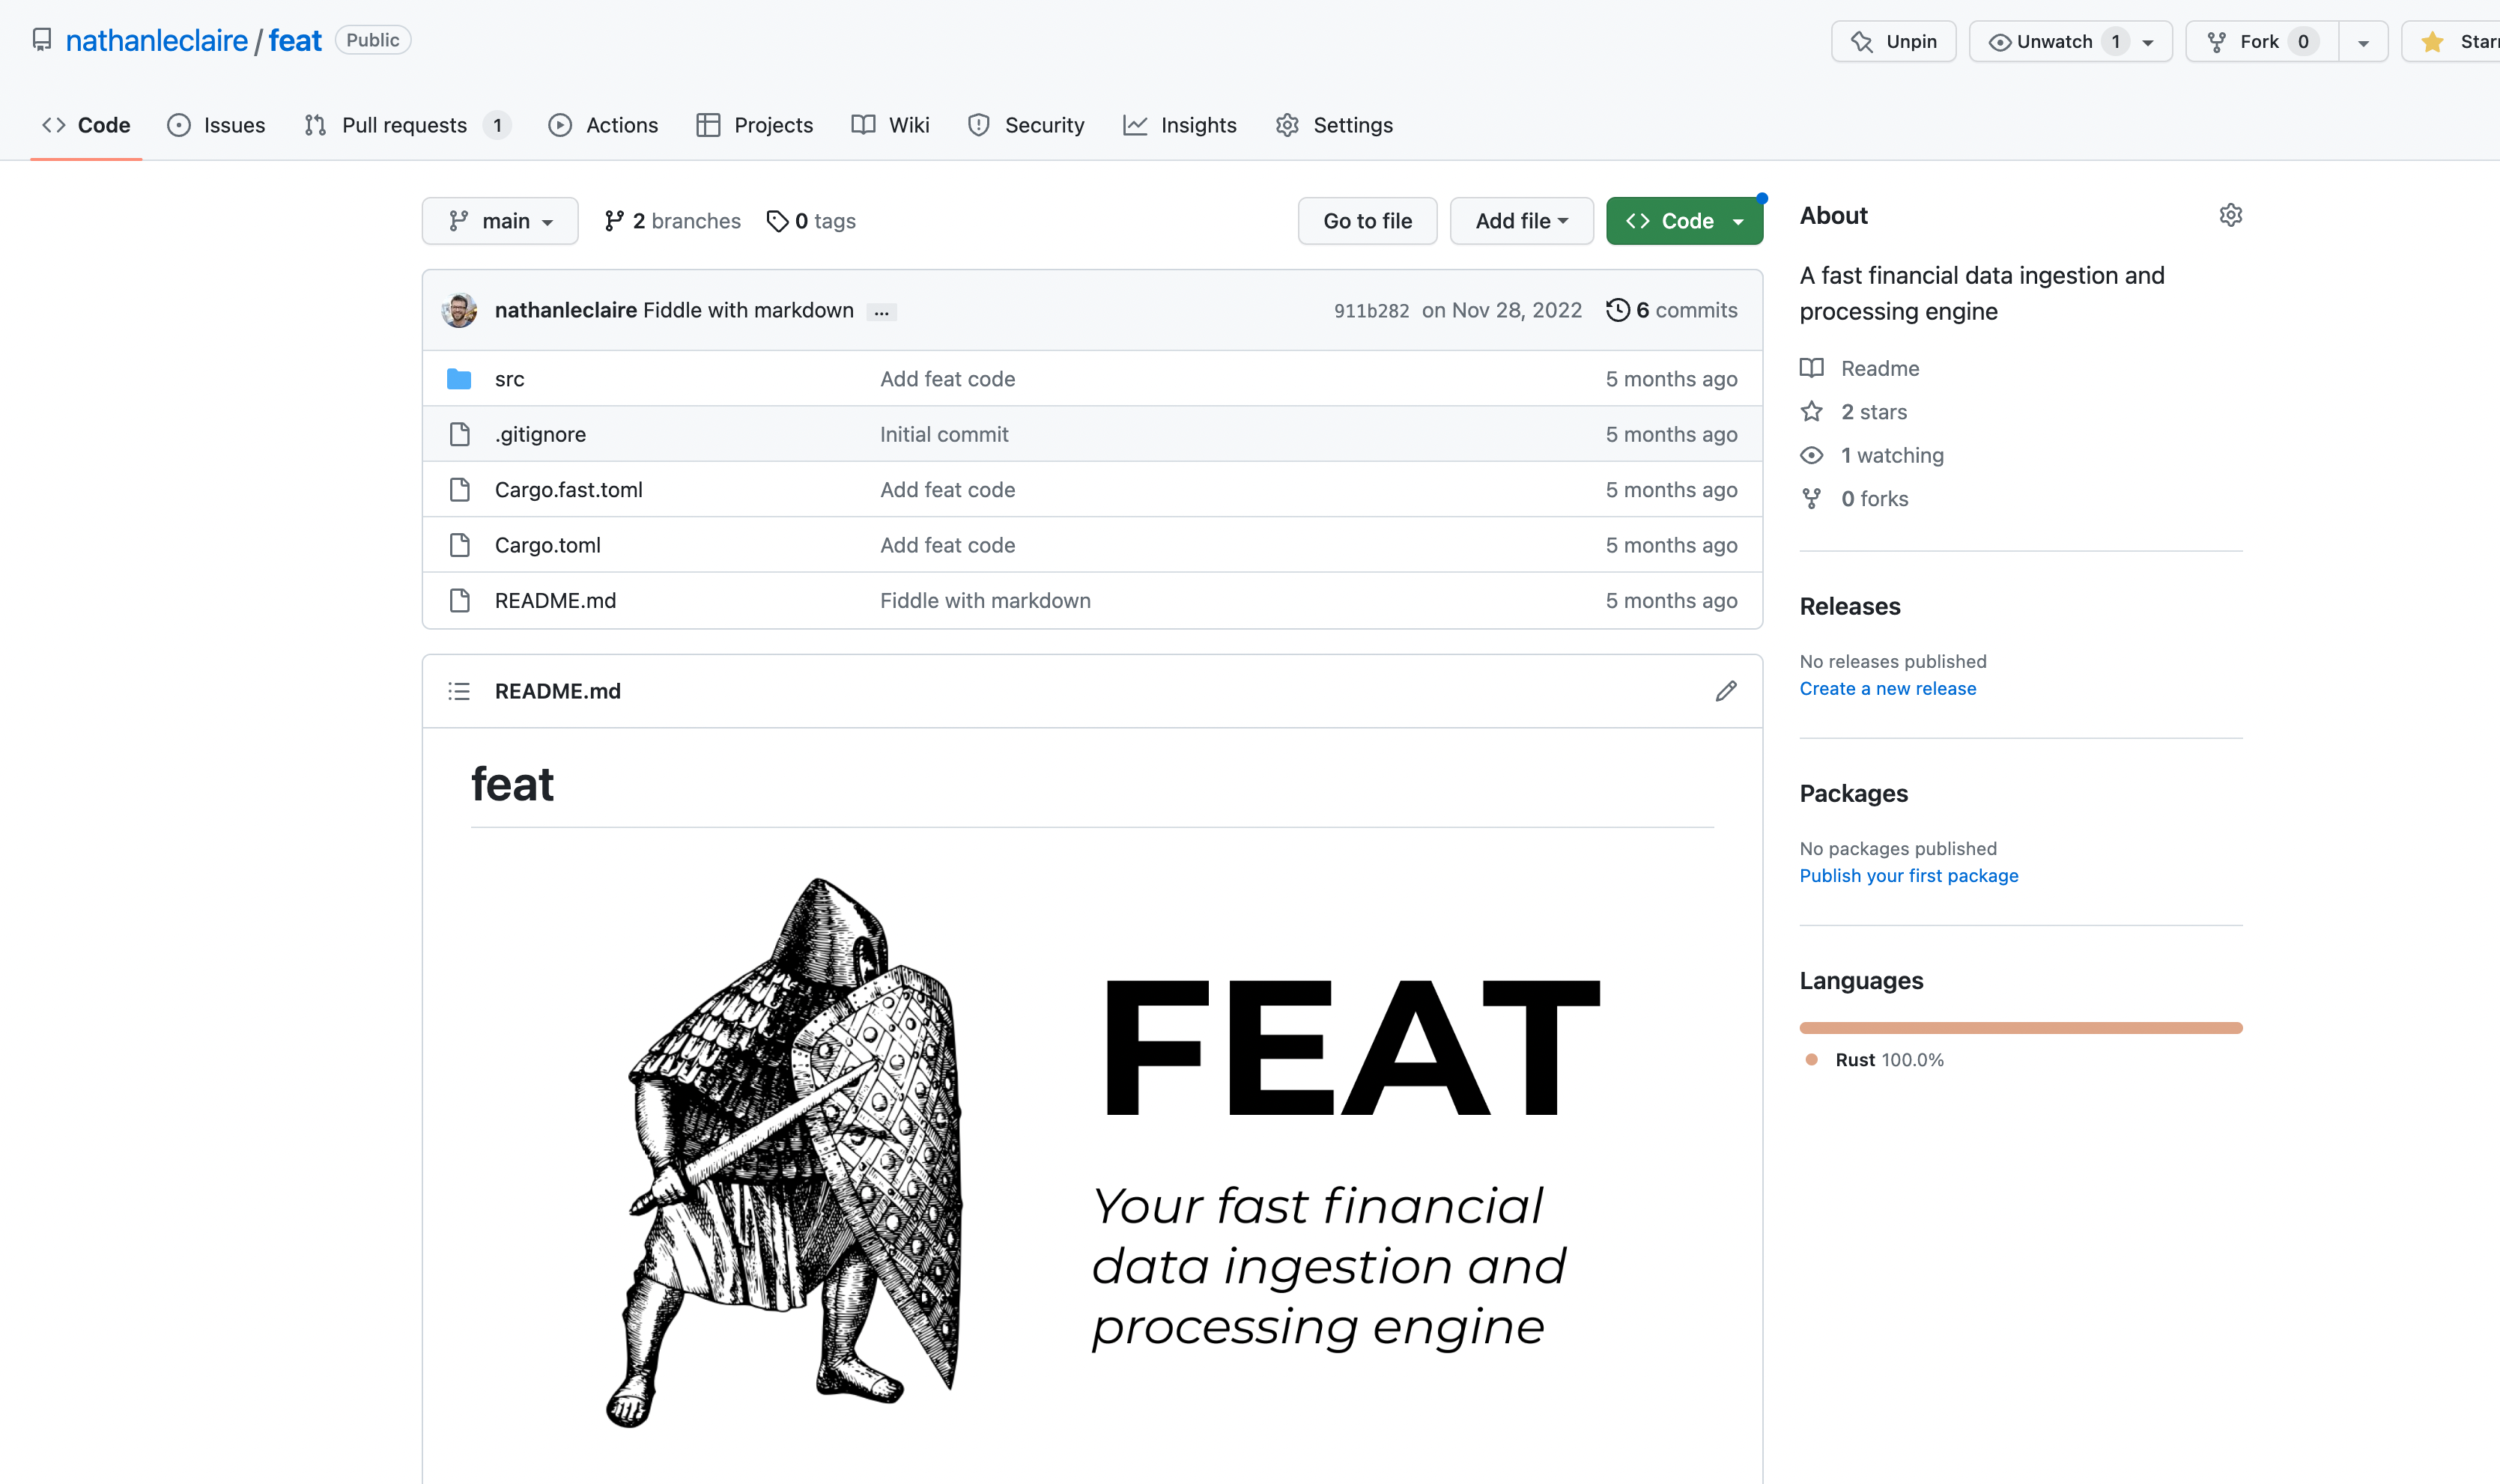 nathanleclaire / feat Public
Unpin Unwatch 1 Fork 0
Code Issues Pull requests 1 Actions Projects Wiki Security Insights Settings
main 2 branches 0 tags Go to file Add file Code
nathanleclaire Fiddle with markdown ... 911b282 on Nov 28, 2022 6 commits
src Add feat code 5 months ago
.gitignore Initial commit 5 months ago
Cargo.fast.toml Add feat code 5 months ago
Cargo.toml Add feat code 5 months ago
README.md Fiddle with markdown 5 months ago
README.md
feat
FEAT
Your fast financial
data ingestion and
processing engine
About
A fast financial data ingestion and
processing engine
Readme
2 stars
1 watching
0 forks
Releases
No releases published
Create a new release
Packages
No packages published
Publish your first package
Languages
Rust 100.0%